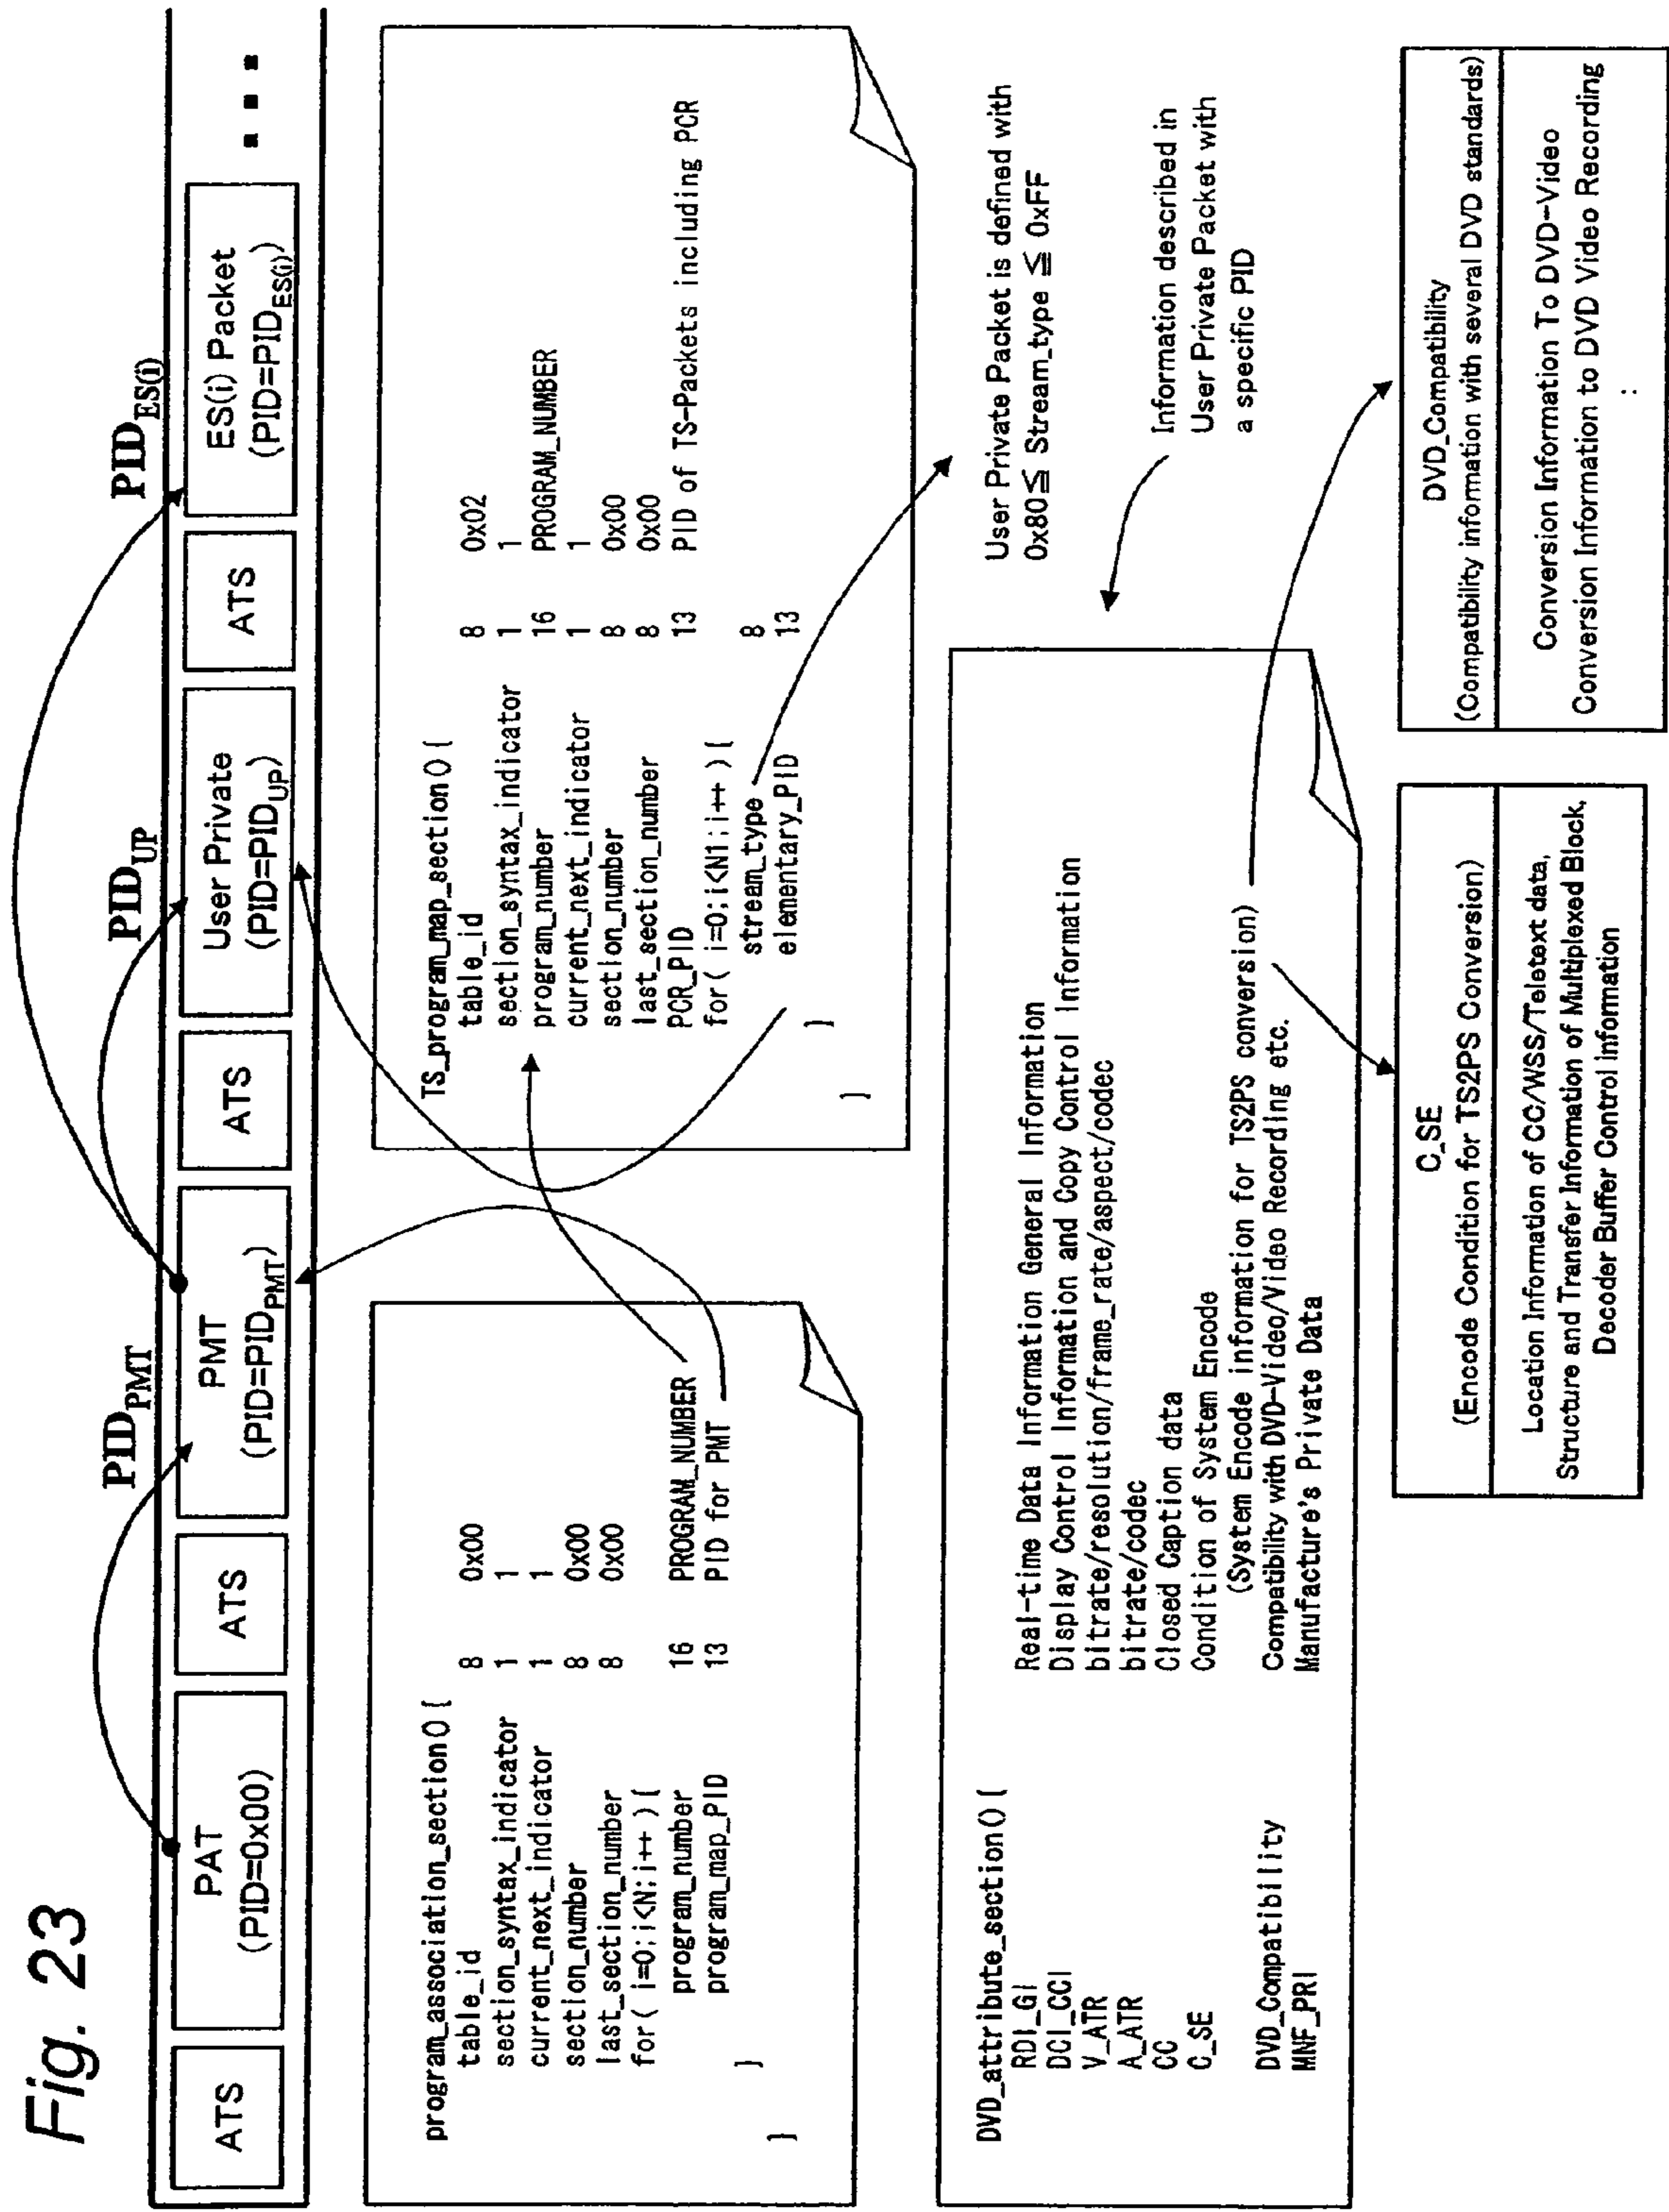 Fig. 23
PID_PMT
PID_UP
PID_ES(i)
ATS
PAT
(PID=0x00)
ATS
PMT
(PID=PID_PMT)
ATS
User Private
(PID=PID_UP)
ATS
ES(i) Packet
(PID=PID_ES(i))
program_association_section() {
table_id 8 0x00
section_syntax_indicator 1 1
current_next_indicator 1 1
section_number 8 0x00
last_section_number 8 0x00
for( i=0;i<N;i++ ) {
program_number 16 PROGRAM_NUMBER
program_map_PID 13 PID for PMT
}
}
TS_program_map_section() {
table_id 8 0x02
section_syntax_indicator 1 1
program_number 16 PROGRAM_NUMBER
current_next_indicator 1 1
section_number 8 0x00
last_section_number 8 0x00
PCR_PID 13 PID of TS-Packets including PCR
for( i=0;i<N1;i++ ) {
stream_type 8
elementary_PID 13
}
}
User Private Packet is defined with
0x80≦ Stream_type ≦ 0xFF
Information described in
User Private Packet with
a specific PID
DVD_attribute_section() {
RDI_GI Real-time Data Information General Information
DCI_CCI Display Control Information and Copy Control Information
V_ATR bitrate/resolution/frame_rate/aspect/codec
A_ATR bitrate/codec
CC Closed Caption data
C_SE Condition of System Encode
(System Encode information for TS2PS conversion)
DVD_Compatibility Compatibility with DVD-Video/Video Recording etc.
MNF_PRI Manufacture's Private Data
C_SE
(Encode Condition for TS2PS Conversion)
Location Information of CC/WSS/Teletext data,
Structure and Transfer Information of Multiplexed Block,
Decoder Buffer Control Information
DVD_Compatibility
(Compatibility information with several DVD standards)
Conversion Information To DVD-Video
Conversion Information to DVD Video Recording
: